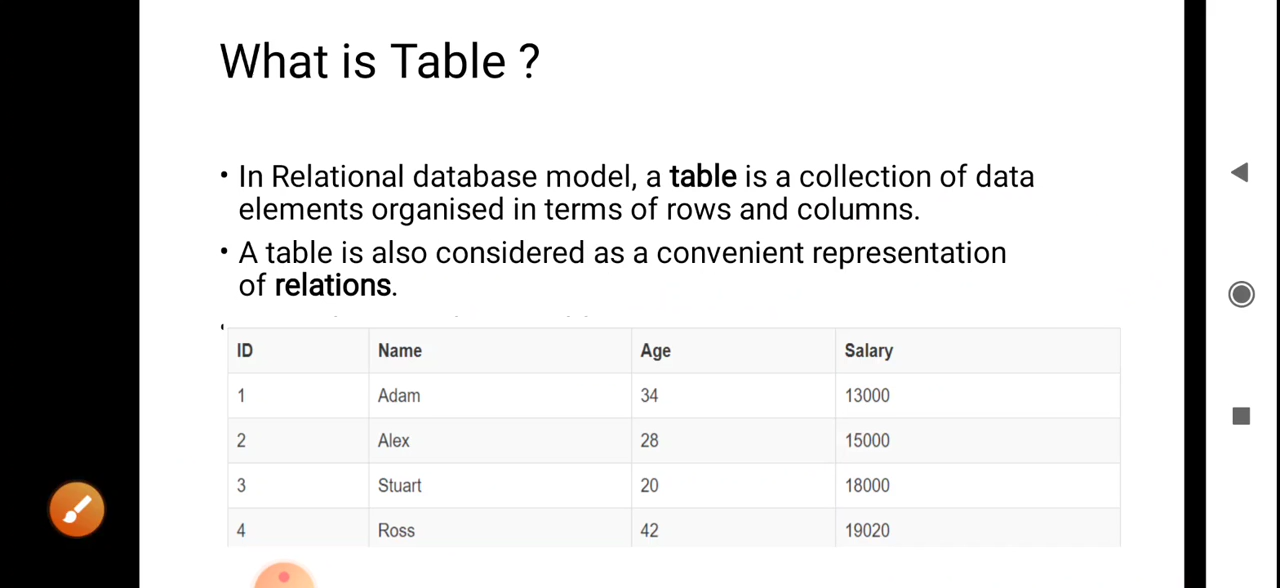 What is Table ?
• In Relational database model, a table is a collection of data
elements organised in terms of rows and columns.
• A table is also considered as a convenient representation
of relations.
•
ID Name Age Salary
1 Adam 34 13000
2 Alex 28 15000
3 Stuart 20 18000
4 Ross 42 19020